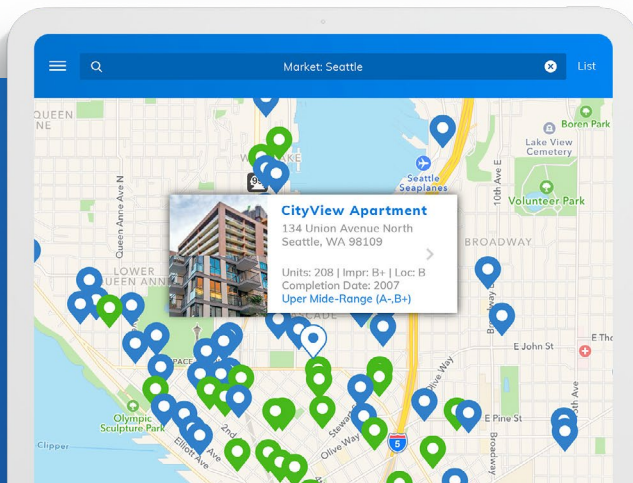 Market: Seattle
List
QUEEN
NE
Boren Park
Lake View
Cemetery
Seattle
Seaplanes
10th Ave E
Volunteer Park
Queen Anne Ave N
CityView Apartment
134 Union Avenue North
Seattle, WA 98109
Units: 208 | Impr: B+ | Loc: B
Completion Date: 2007
Uper Mide-Range (A-,B+)
BROADWAY
LOWER
QUEEN ANNE
E John St
SPACE
Olive Way
Olympic
Sculpture Park
2nd
Stewart
E Pine St
Clipper
Elliott Ave
Olive Way
5
Broadway